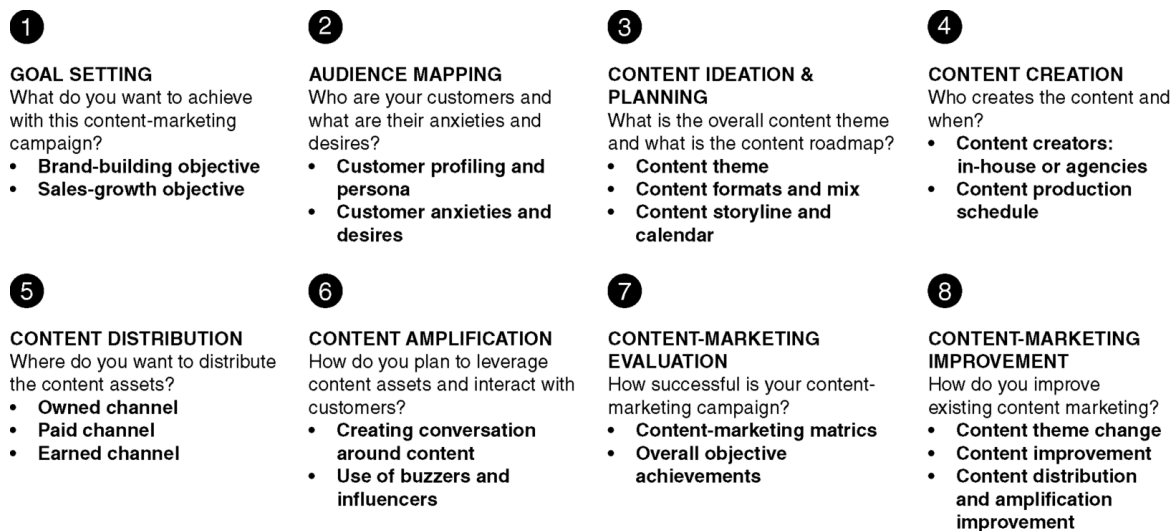 1
GOAL SETTING
What do you want to achieve
with this content-marketing
campaign?
• Brand-building objective
• Sales-growth objective
2
AUDIENCE MAPPING
Who are your customers and
what are their anxieties and
desires?
• Customer profiling and
persona
• Customer anxieties and
desires
3
CONTENT IDEATION &
PLANNING
What is the overall content theme
and what is the content roadmap?
• Content theme
• Content formats and mix
• Content storyline and
calendar
4
CONTENT CREATION
Who creates the content and
when?
• Content creators:
in-house or agencies
• Content production
schedule
5
CONTENT DISTRIBUTION
Where do you want to distribute
the content assets?
• Owned channel
• Paid channel
• Earned channel
6
CONTENT AMPLIFICATION
How do you plan to leverage
content assets and interact with
customers?
• Creating conversation
around content
• Use of buzzers and
influencers
7
CONTENT-MARKETING
EVALUATION
How successful is your content-
marketing campaign?
• Content-marketing matrics
• Overall objective
achievements
8
CONTENT-MARKETING
IMPROVEMENT
How do you improve
existing content marketing?
• Content theme change
• Content improvement
• Content distribution
and amplification
improvement